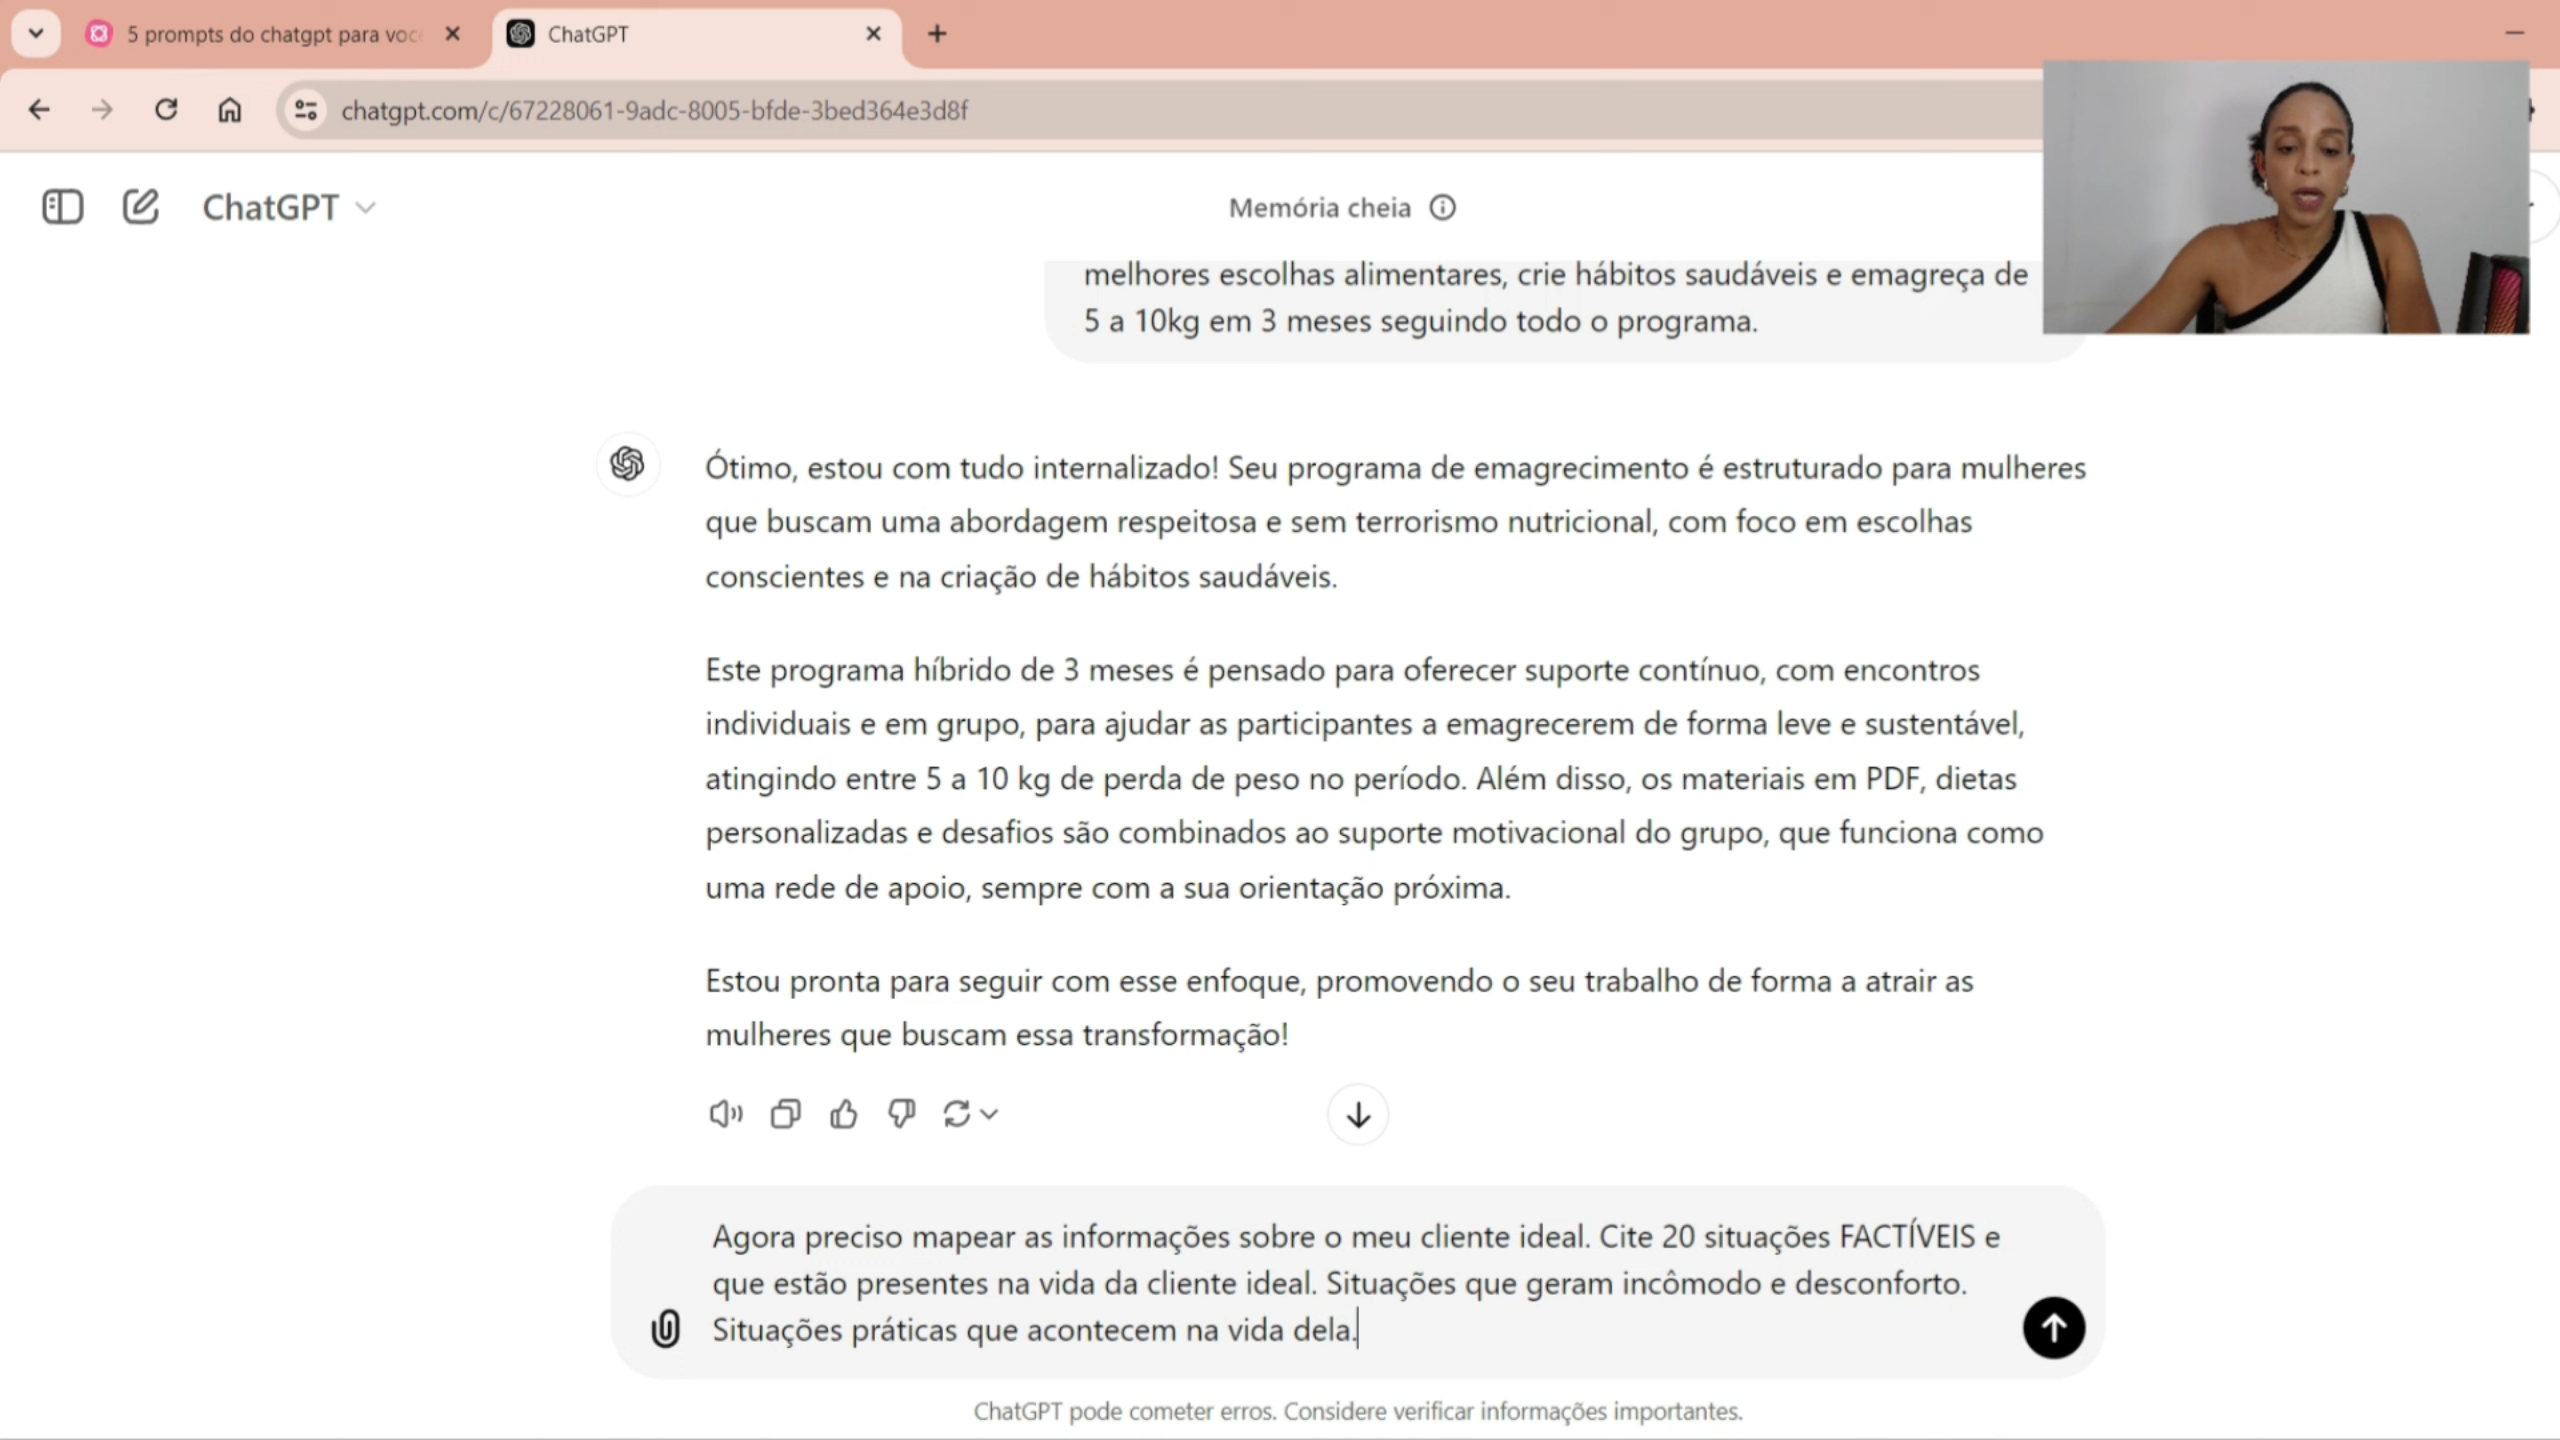 5 prompts do chatgpt para voc
ChatGPT
chatgpt.com/c/67228061-9adc-8005-bfde-3bed364e3d8f
ChatGPT
Memória cheia
melhores escolhas alimentares, crie hábitos saudáveis e emagreça de
5 a 10kg em 3 meses seguindo todo o programa.
Ótimo, estou com tudo internalizado! Seu programa de emagrecimento é estruturado para mulheres
que buscam uma abordagem respeitosa e sem terrorismo nutricional, com foco em escolhas
conscientes e na criação de hábitos saudáveis.
Este programa híbrido de 3 meses é pensado para oferecer suporte contínuo, com encontros
individuais e em grupo, para ajudar as participantes a emagrecerem de forma leve e sustentável,
atingindo entre 5 a 10 kg de perda de peso no período. Além disso, os materiais em PDF, dietas
personalizadas e desafios são combinados ao suporte motivacional do grupo, que funciona como
uma rede de apoio, sempre com a sua orientação próxima.
Estou pronta para seguir com esse enfoque, promovendo o seu trabalho de forma a atrair as
mulheres que buscam essa transformação!
Agora preciso mapear as informações sobre o meu cliente ideal. Cite 20 situações FACTÍVEIS e
que estão presentes na vida da cliente ideal. Situações que geram incômodo e desconforto.
Situações práticas que acontecem na vida dela.
ChatGPT pode cometer erros. Considere verificar informações importantes.